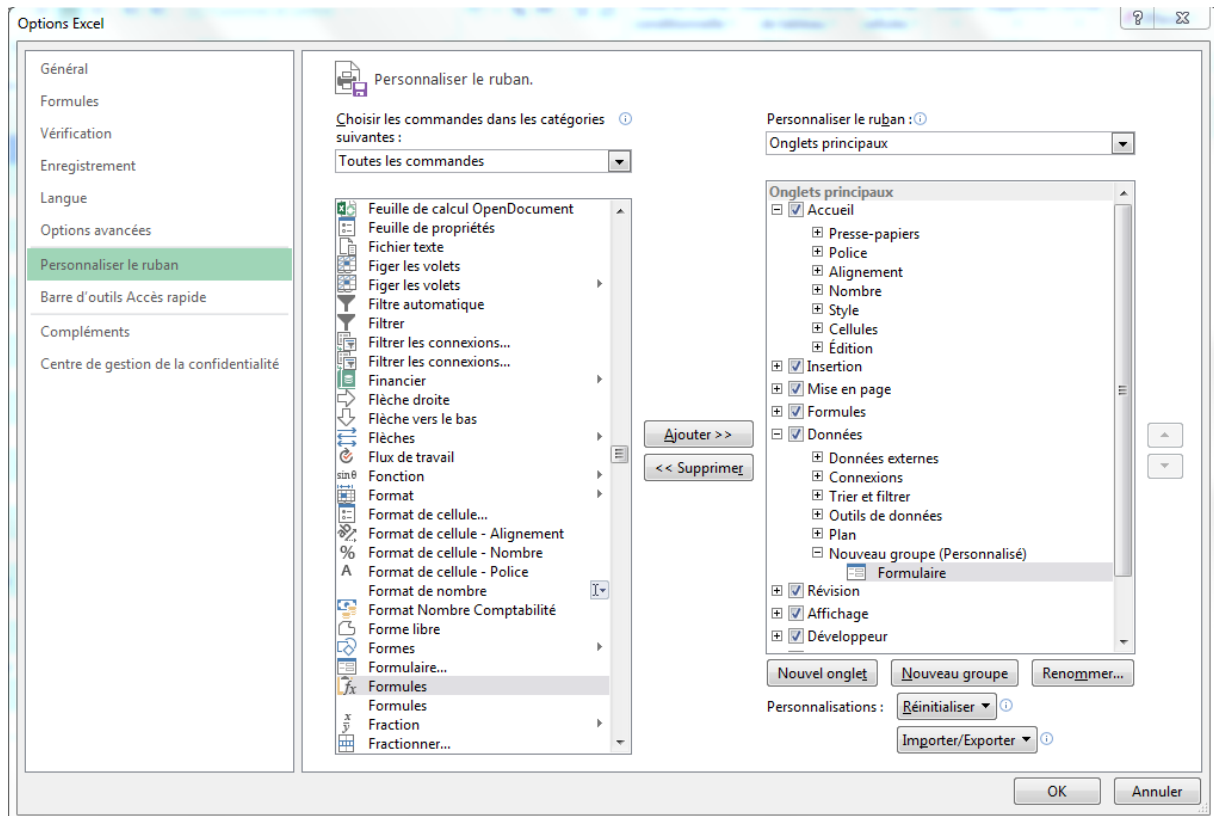 Options Excel
Général
Formules
Vérification
Enregistrement
Langue
Options avancées
Personnaliser le ruban
Barre d'outils Accès rapide
Compléments
Centre de gestion de la confidentialité
Personnaliser le ruban.
Choisir les commandes dans les catégories
suivantes :
Toutes les commandes
Feuille de calcul OpenDocument
Feuille de propriétés
Fichier texte
Figer les volets
Figer les volets
Filtre automatique
Filtrer
Filtrer les connexions...
Filtrer les connexions...
Financier
Flèche droite
Flèche vers le bas
Flèches
Flux de travail
Fonction
Format
Format de cellule...
Format de cellule - Alignement
Format de cellule - Nombre
Format de cellule - Police
Format de nombre
Format Nombre Comptabilité
Forme libre
Formes
Formulaire...
Formules
Formules
Fraction
Fractionner...
Ajouter >>
<< Supprimer
Personnaliser le ruban :
Onglets principaux
Onglets principaux
Accueil
Presse-papiers
Police
Alignement
Nombre
Style
Cellules
Édition
Insertion
Mise en page
Formules
Données
Données externes
Connexions
Trier et filtrer
Outils de données
Plan
Nouveau groupe (Personnalisé)
Formulaire
Révision
Affichage
Développeur
Nouvel onglet Nouveau groupe Renommer...
Personnalisations : Réinitialiser
Importer/Exporter
OK Annuler